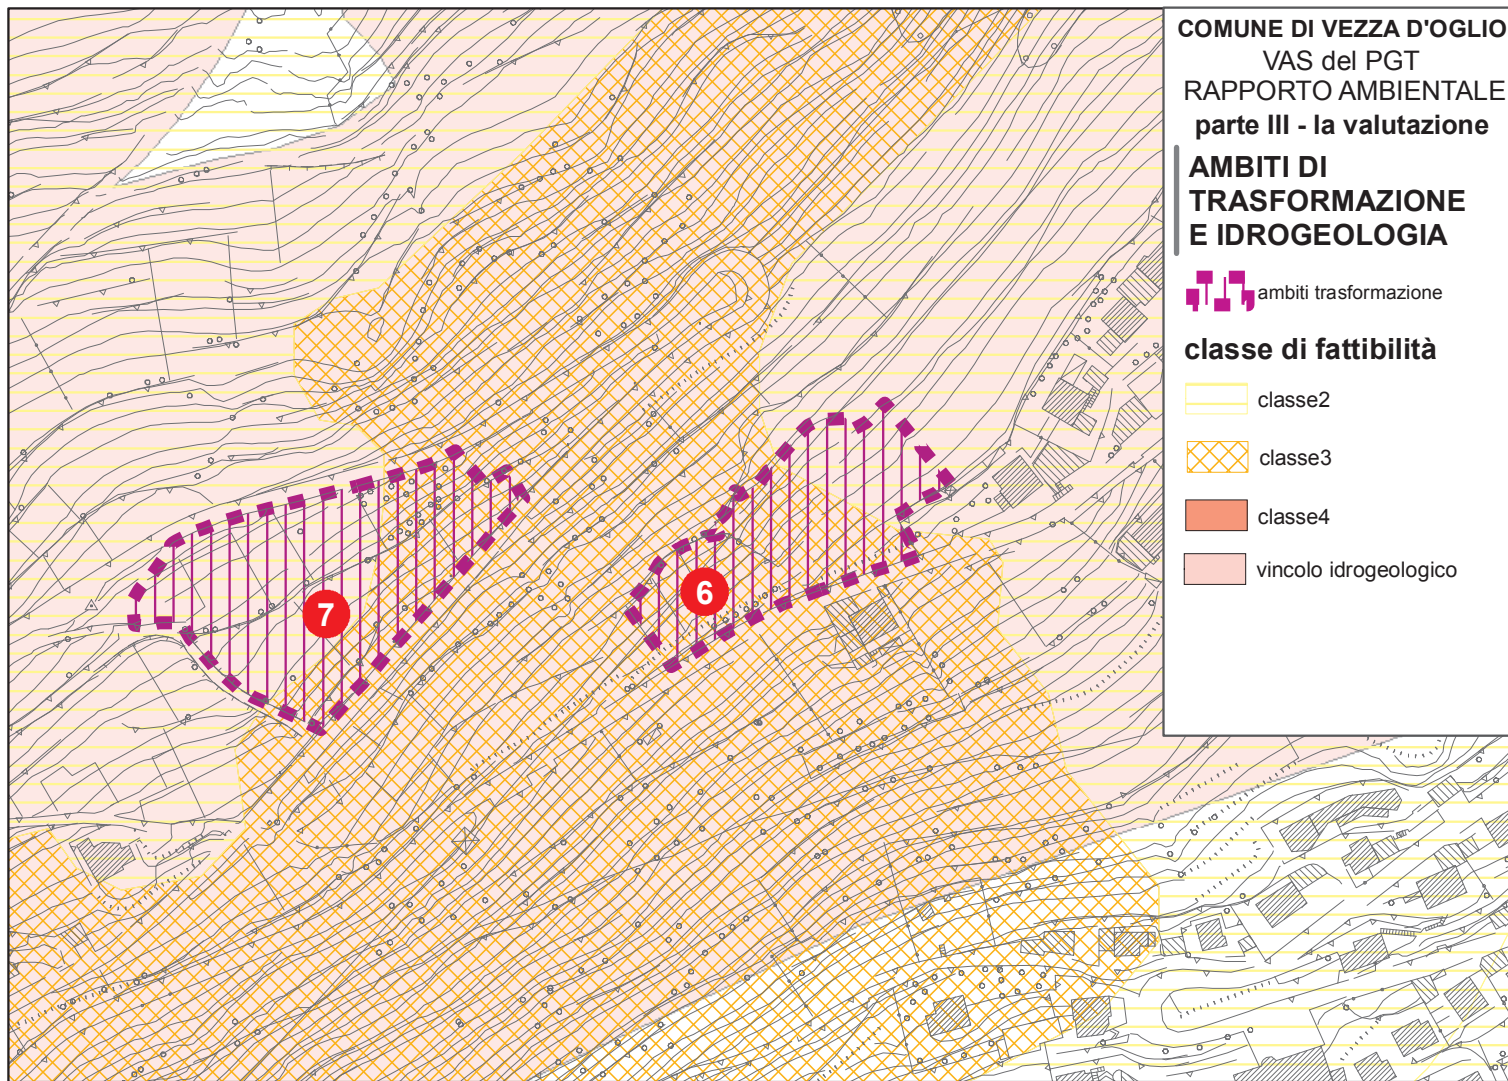 COMUNE DI VEZZA D'OGLIO
VAS del PGT
RAPPORTO AMBIENTALE
parte III - la valutazione
AMBITI DI
TRASFORMAZIONE
E IDROGEOLOGIA
ambiti trasformazione
classe di fattibilità
classe2
classe3
classe4
vincolo idrogeologico
6
7